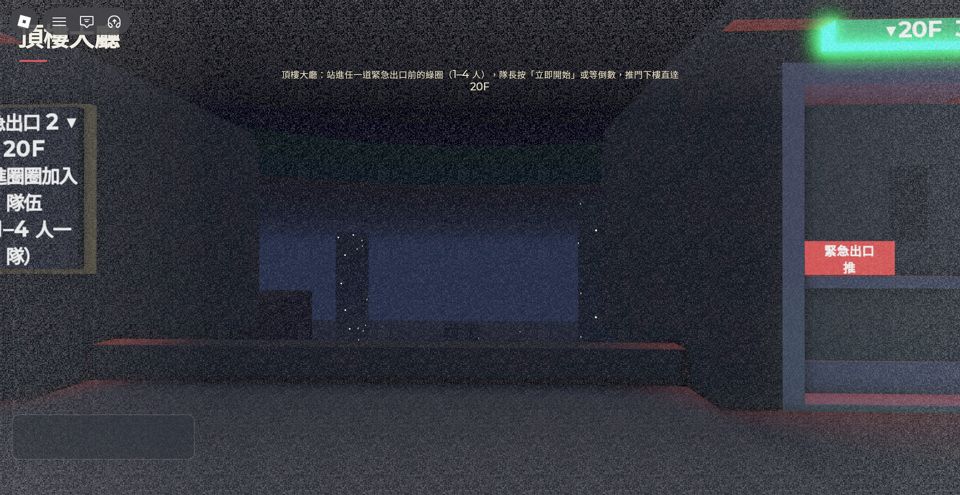 頂樓大廳
頂樓大廳：站進任一道緊急出口前的綠圈（1–4 人），隊長按「立即開始」或等倒數，推門下樓直達
20F
▼20F
急出口 2 ▼
20F
進圈圈加入
隊伍
–4 人一
隊）
緊急出口
推